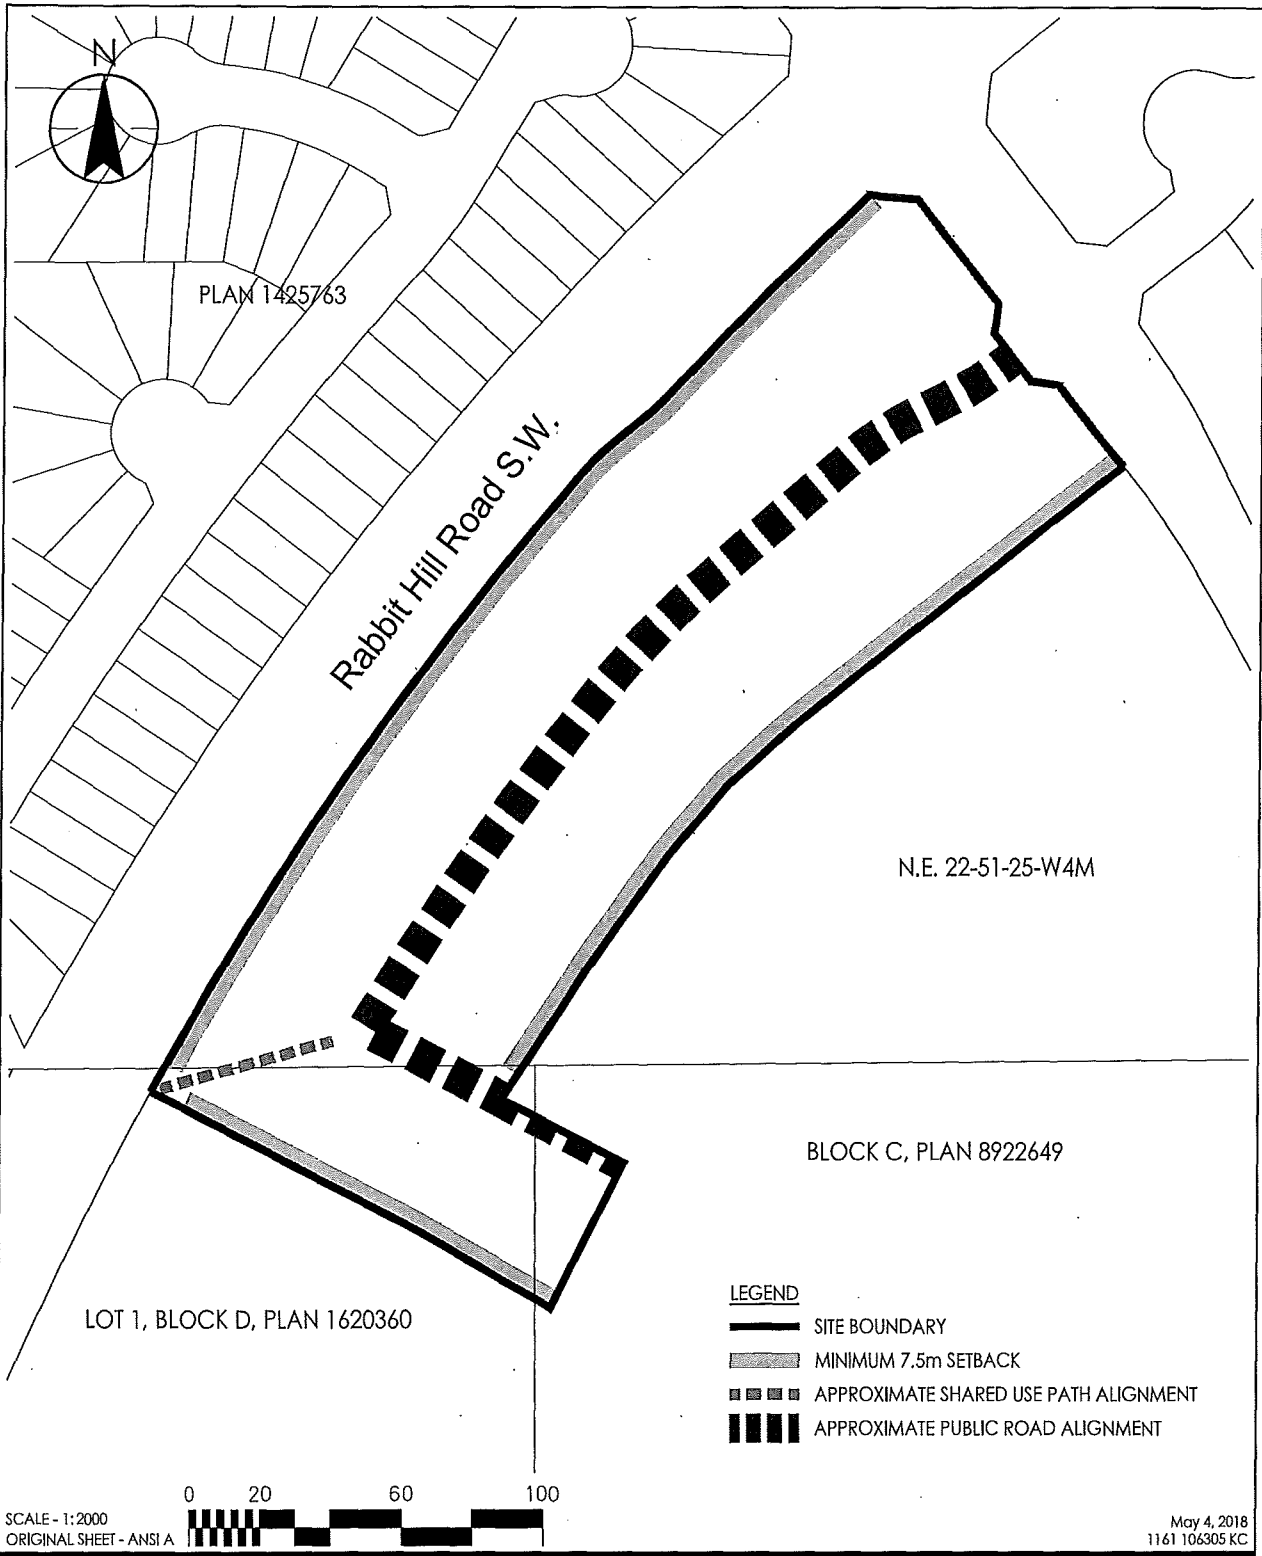 N
PLAN 1425763
Rabbit Hill Road S.W.
N.E. 22-51-25-W4M
BLOCK C, PLAN 8922649
LOT 1, BLOCK D, PLAN 1620360
LEGEND
SITE BOUNDARY
MINIMUM 7.5m SETBACK
APPROXIMATE SHARED USE PATH ALIGNMENT
APPROXIMATE PUBLIC ROAD ALIGNMENT
0 20 60 100
SCALE - 1:2000
ORIGINAL SHEET - ANSI A
May 4, 2018
1161 106305 KC